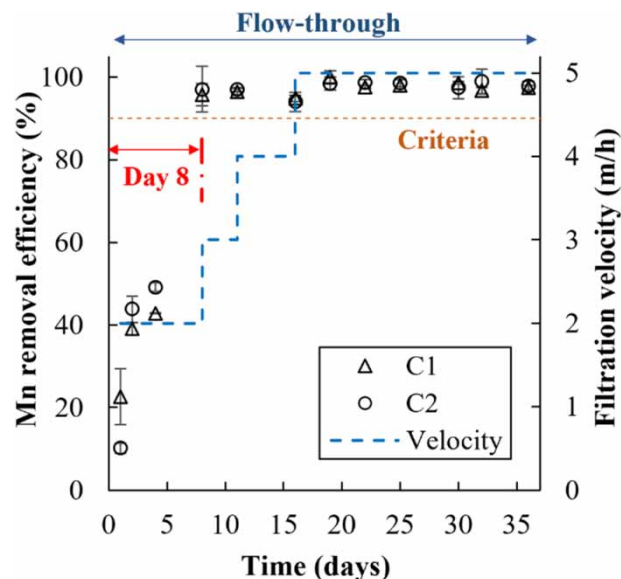 Flow-through
Mn removal efficiency (%)
100
80
60
40
20
0
Criteria
Day 8
C1
C2
Velocity
5
4
3
2
1
0
Filtration velocity (m/h)
0 5 10 15 20 25 30 35
Time (days)